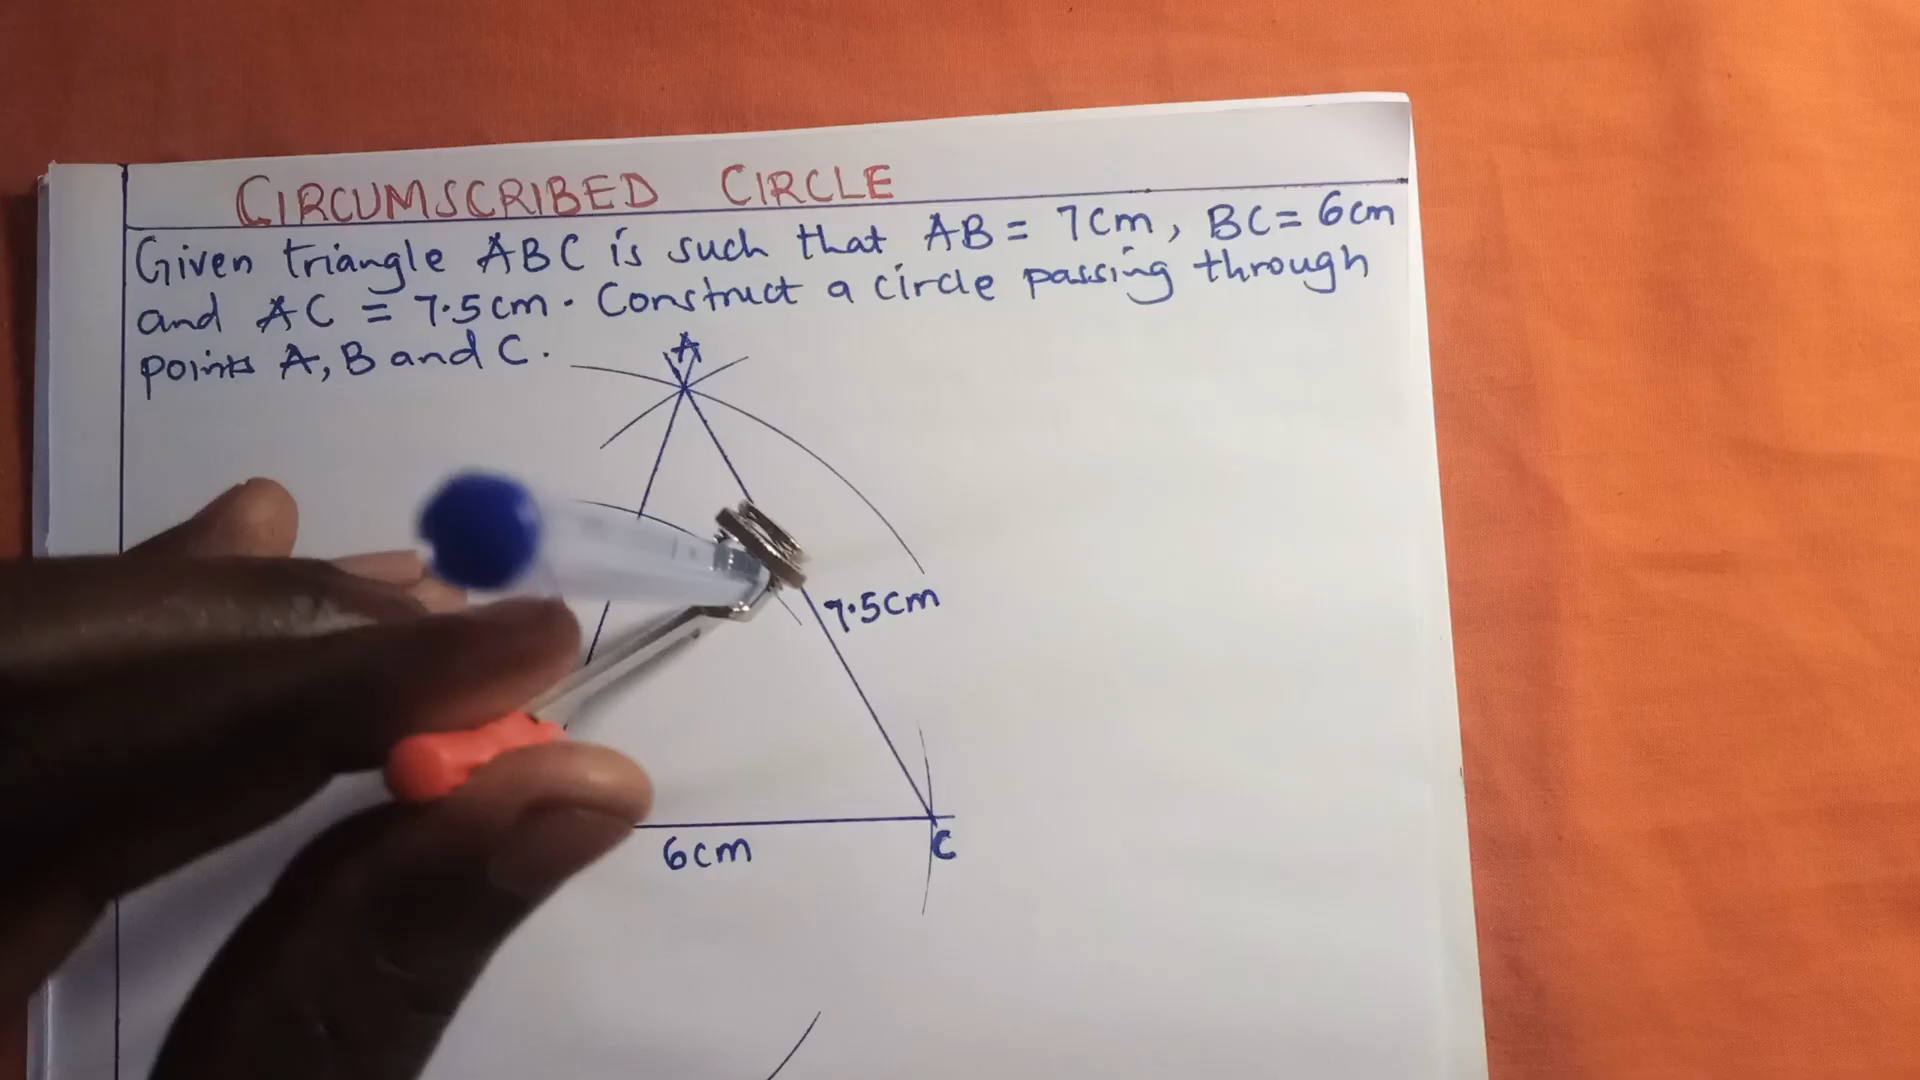 CIRCUMSCRIBED CIRCLE
Given triangle ABC is such that AB = 7cm, BC = 6cm
and AC = 7.5cm. Construct a circle passing through
points A, B and C.
A
7.5cm
6cm
C